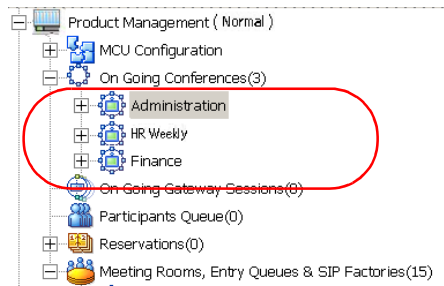 Product Management ( Normal )
MCU Configuration
On Going Conferences(3)
Administration
HR Weekly
Finance
On Going Gateway Sessions(0)
Participants Queue(0)
Reservations(0)
Meeting Rooms, Entry Queues & SIP Factories(15)